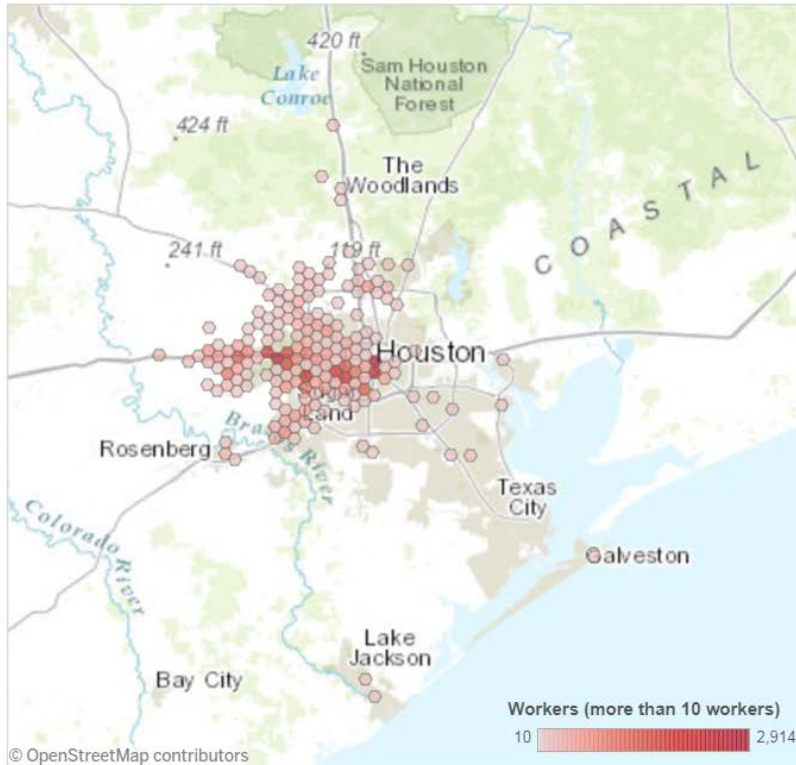 420 ft
Lake
Conroe
Sam Houston
National
Forest
424 ft
The
Woodlands
COASTAL
241 ft
119 ft
Houston
Land
Brazos River
Rosenberg
Texas
City
Colorado River
Galveston
Lake
Jackson
Bay City
Workers (more than 10 workers)
10
2,914
© OpenStreetMap contributors